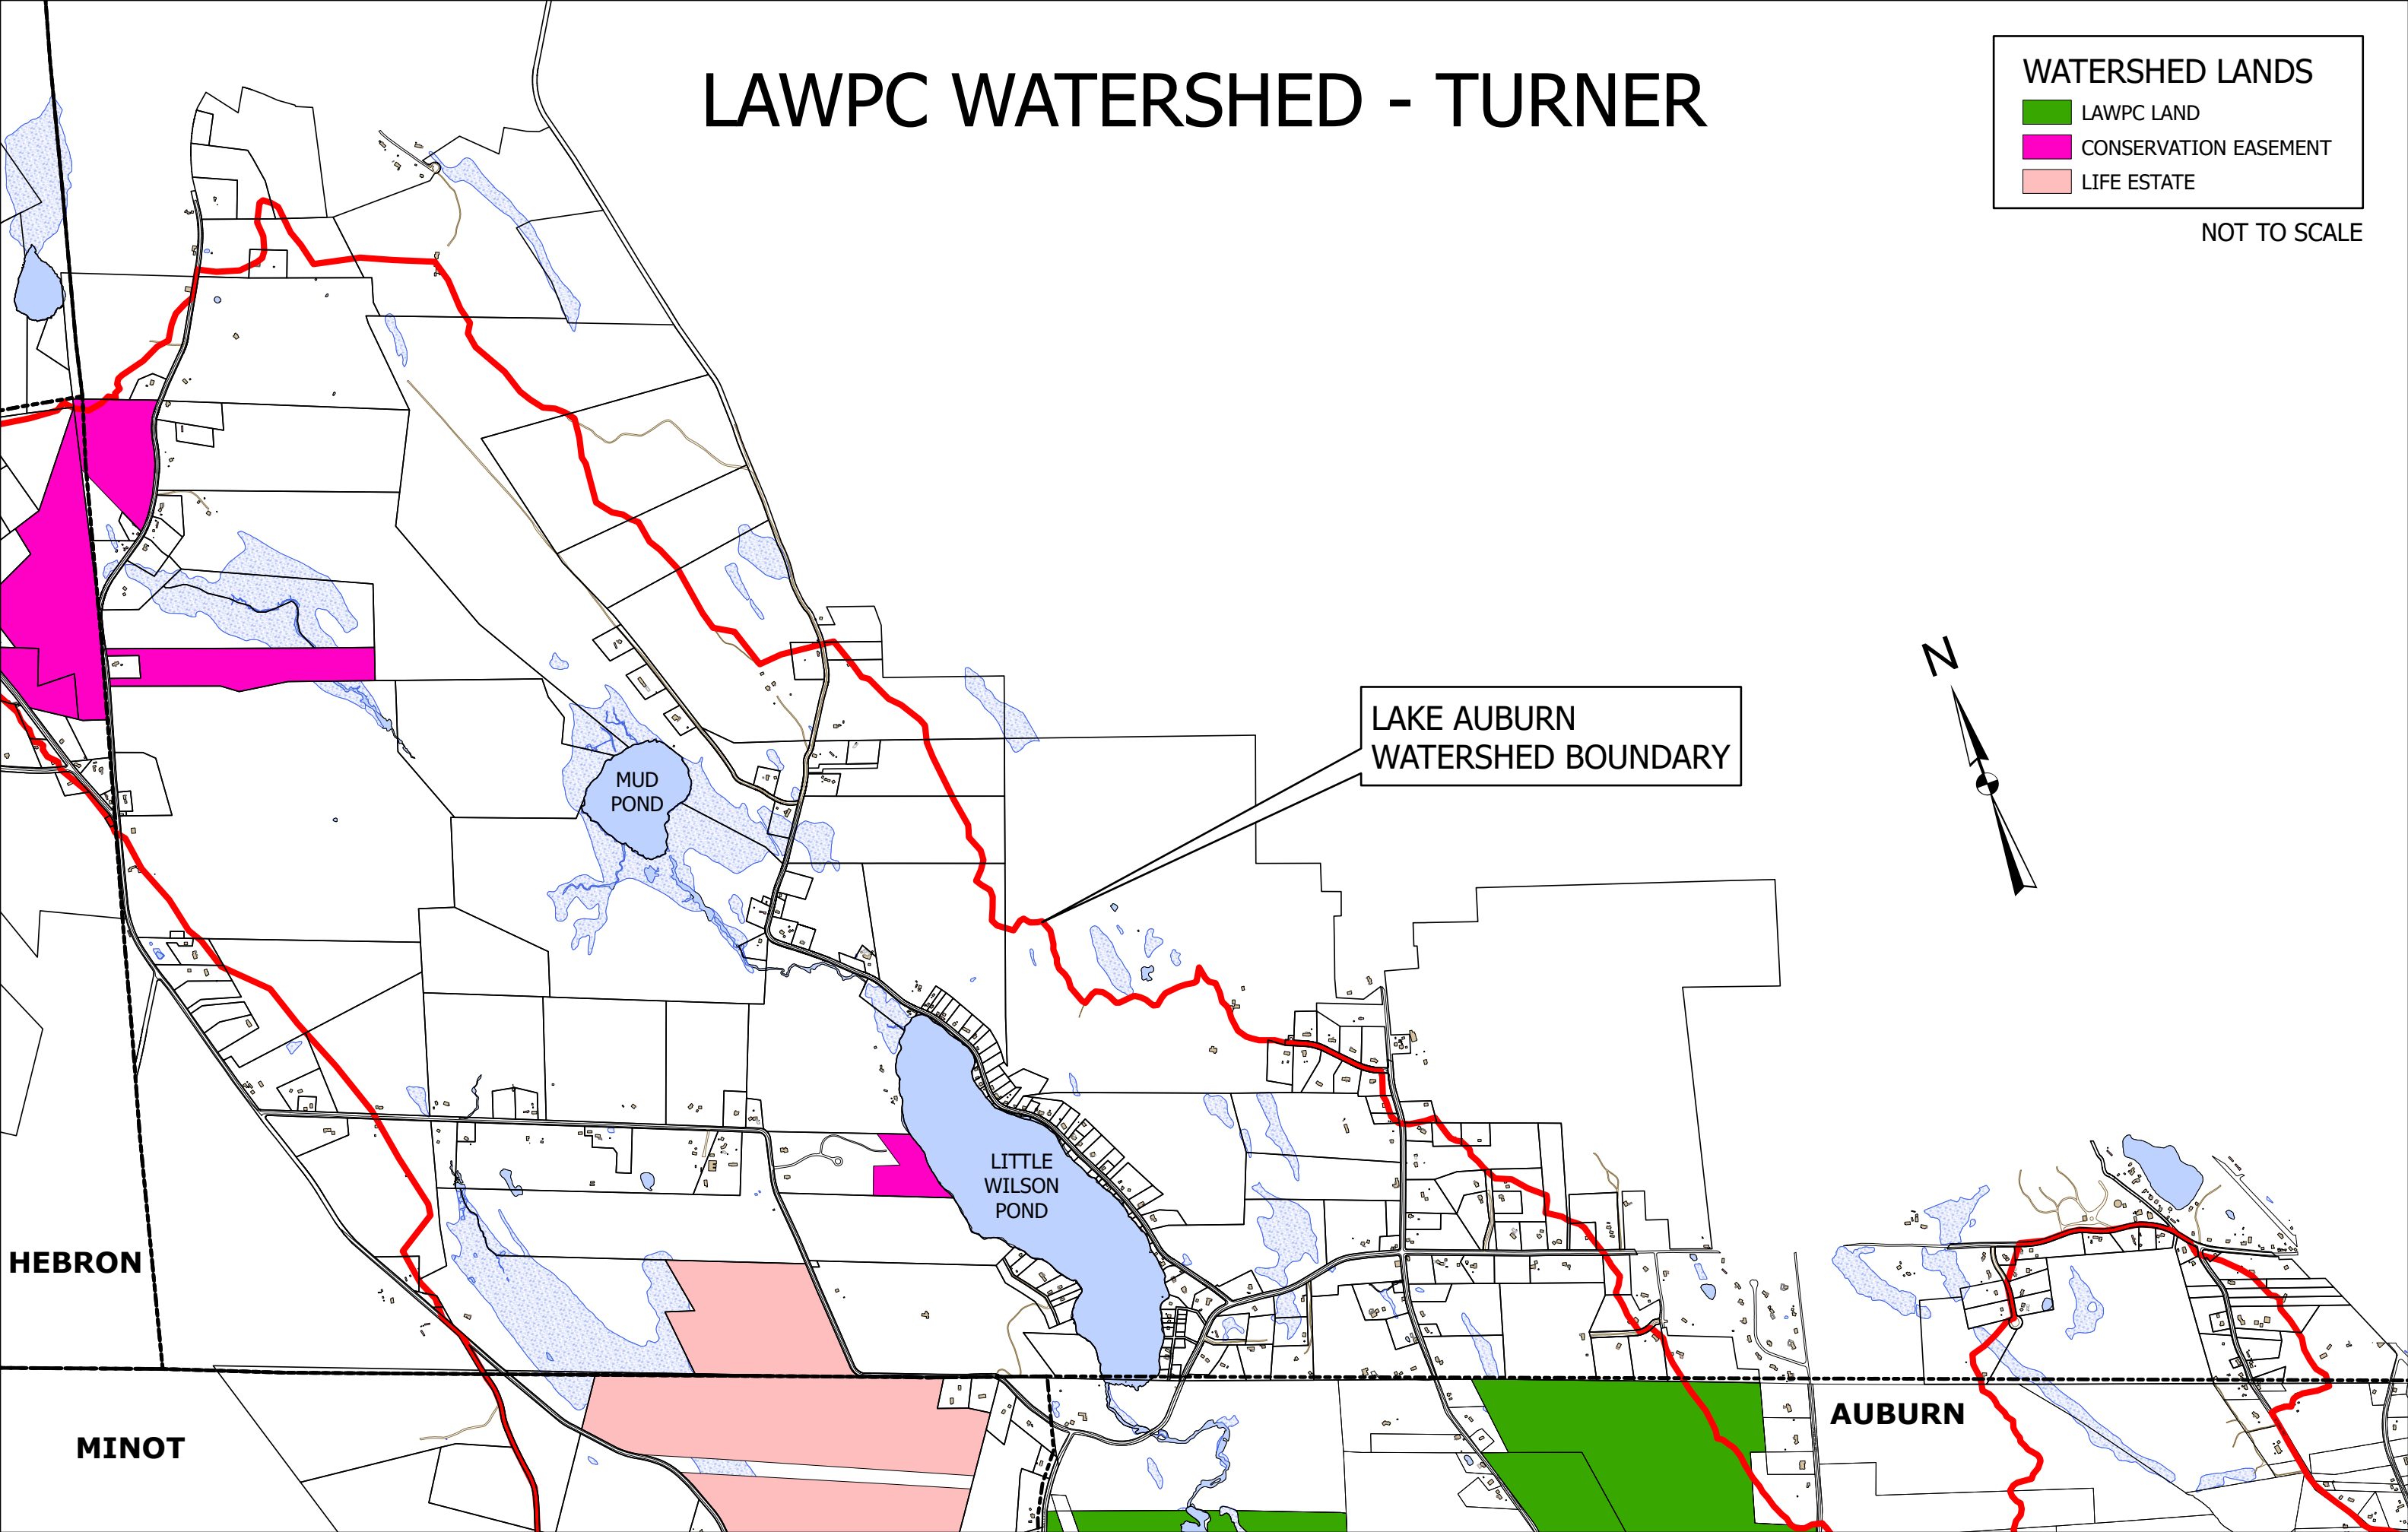 LAWPC WATERSHED - TURNER
WATERSHED LANDS
LAWPC LAND
CONSERVATION EASEMENT
LIFE ESTATE
NOT TO SCALE
N
LAKE AUBURN
WATERSHED BOUNDARY
MUD
POND
LITTLE
WILSON
POND
HEBRON
AUBURN
MINOT